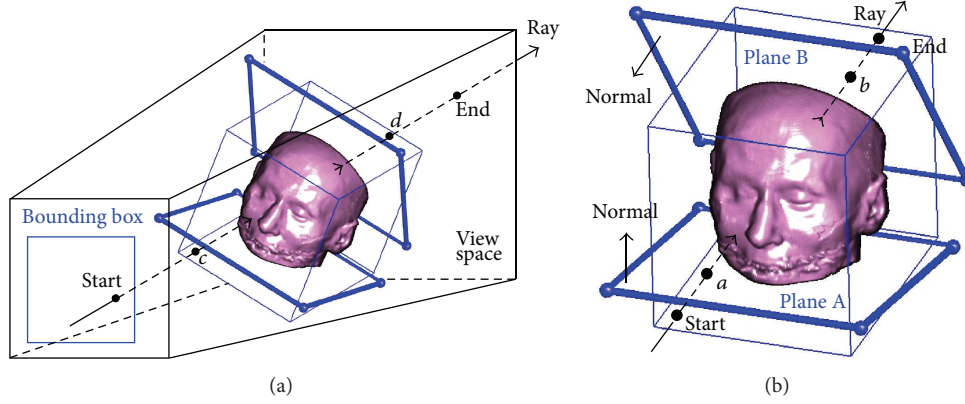 Ray
d
End
Bounding box
Start
c
View
space
(a)
Ray
End
Plane B
b
Normal
Normal
a
Plane A
Start
(b)